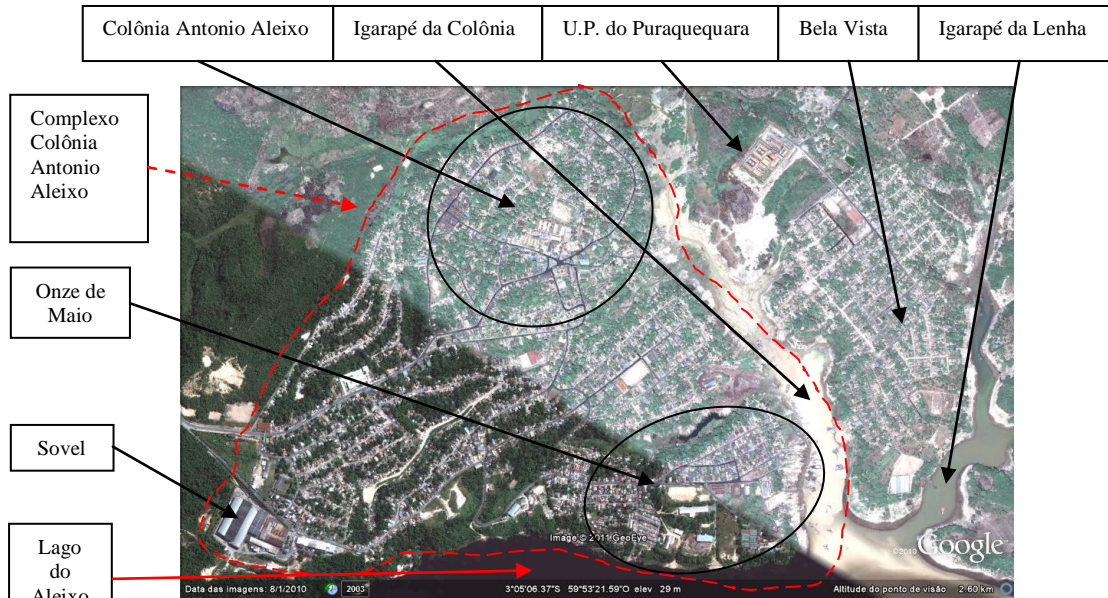 Colônia Antonio Aleixo
Igarapé da Colônia
U.P. do Puraquequara
Bela Vista
Igarapé da Lenha
Complexo
Colônia
Antonio
Aleixo
Onze de
Maio
Sovel
Lago
do
Aleixo
Image © 2011 GeoEye
©2010 Google
Data das imagens: 8/1/2010
2003
3°05'06.37"S 59°53'21.59"O elev 29 m
Altitude do ponto de visão 2.60 km